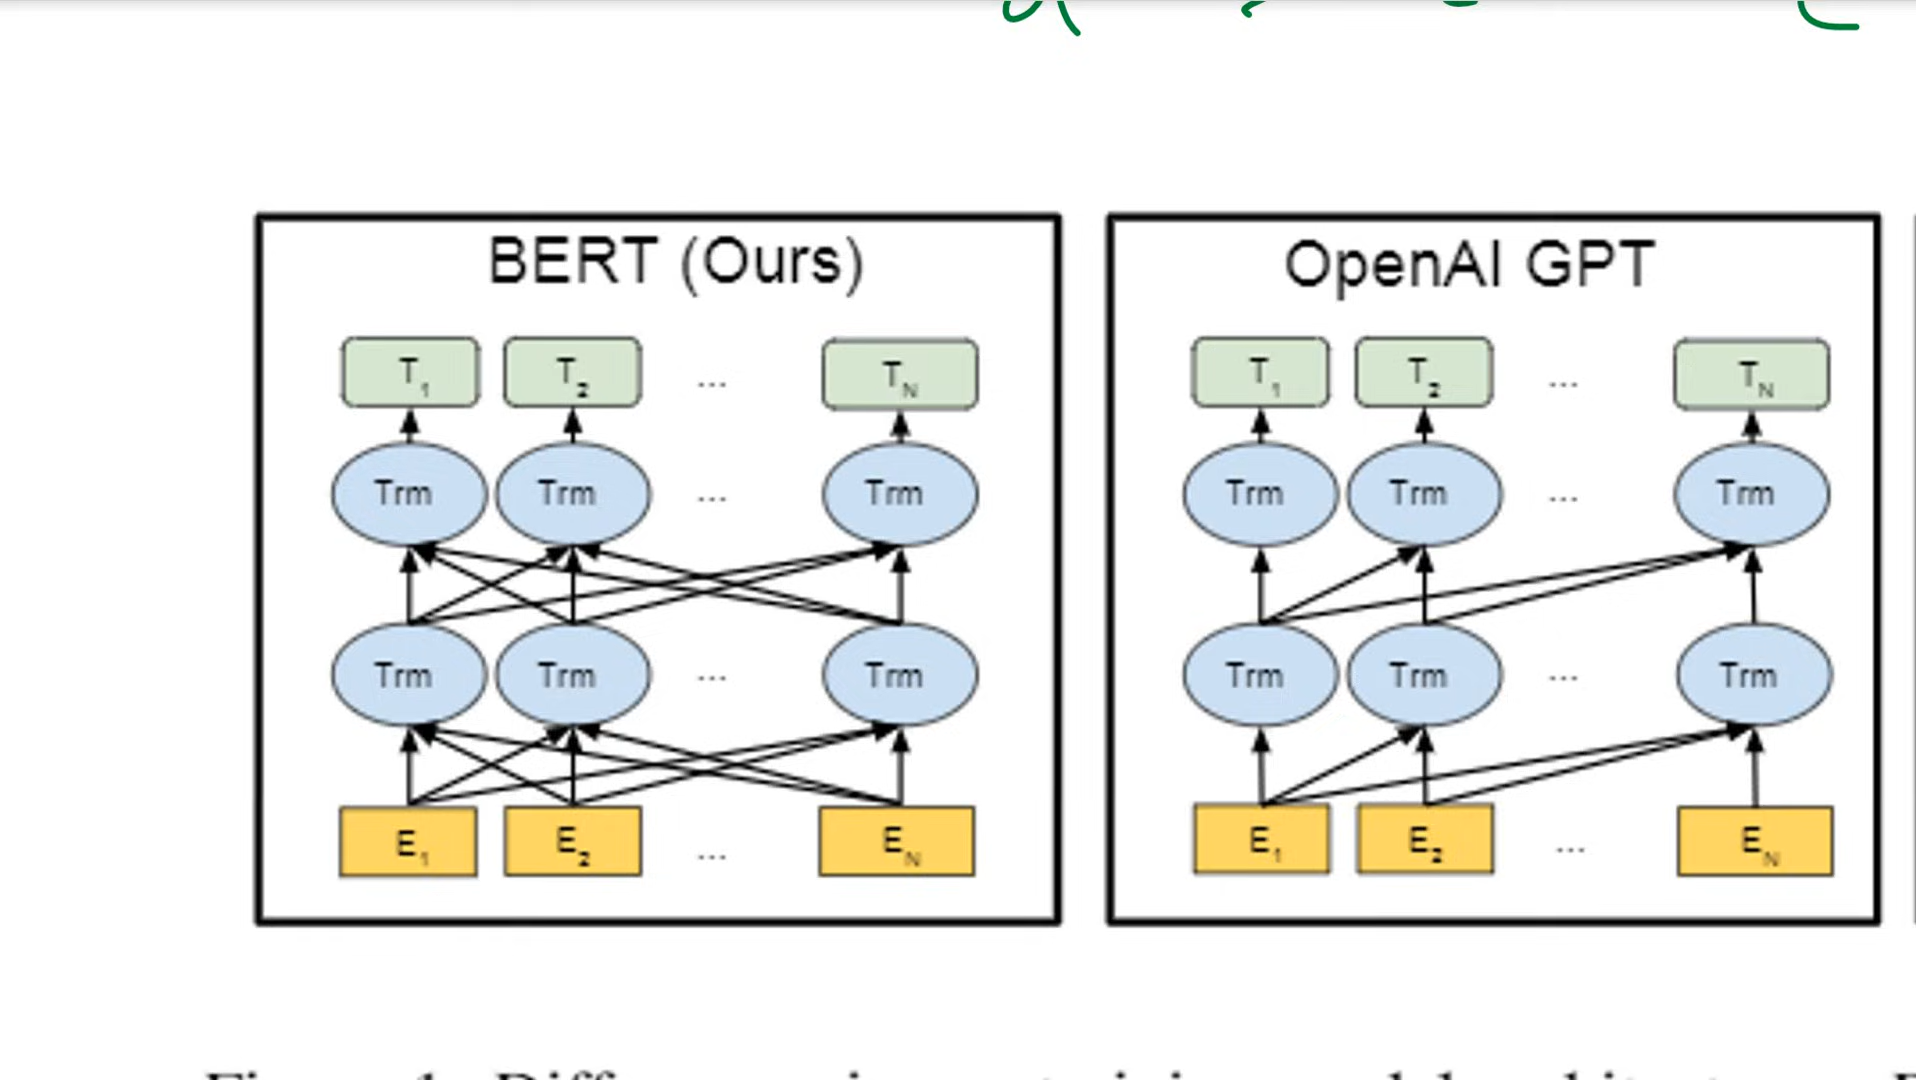 BERT (Ours)
OpenAI GPT
T1 T2 ... TN
T1 T2 ... TN
Trm Trm ... Trm
Trm Trm ... Trm
Trm Trm ... Trm
Trm Trm ... Trm
E1 E2 ... EN
E1 E2 ... EN